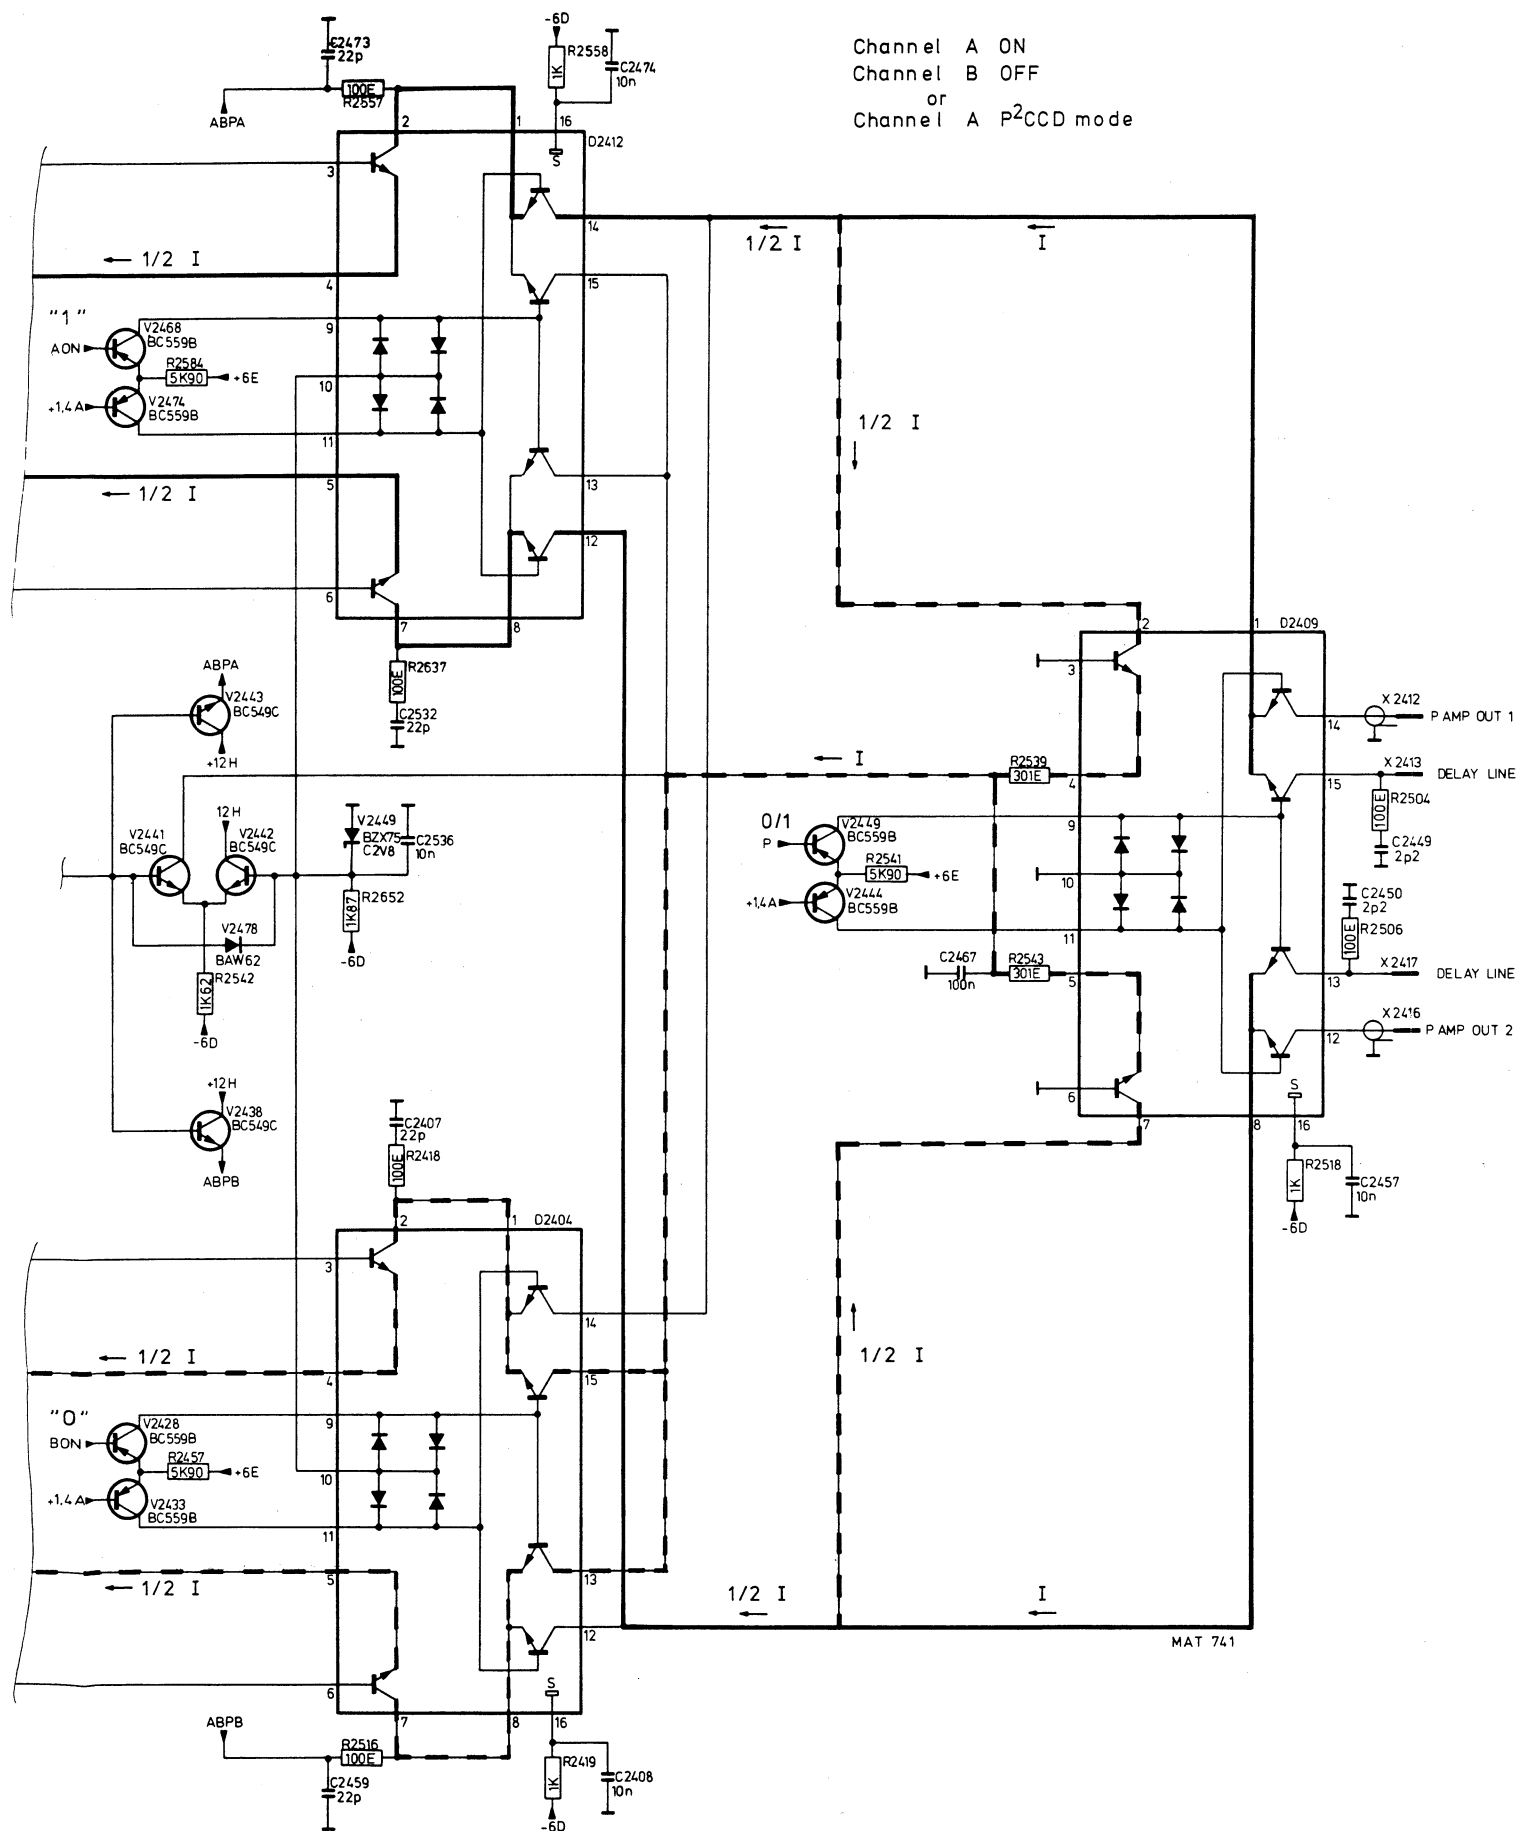 Channel A ON
Channel B OFF
or
Channel A P²CCD mode
C2473
22p
100E
R2557
ABPA
-6D
R2558
1K
C2474
10n
2
1
16
D2412
S
3
14
1/2 I
1/2 I
I
4
15
"1"
AON
V2468
BC559B
R2584
5K90
+6E
+1,4A
V2474
BC559B
9
10
11
1/2 I
5
1/2 I
13
12
6
7
8
R2637
100E
C2532
22p
ABPA
V2443
BC549C
+12H
2
1
D2409
3
X2412
14
P AMP OUT 1
I
R2539
301E
4
X2413
15
DELAY LINE
R2504
100E
C2449
2p2
12H
V2441
BC549C
V2442
BC549C
V2449
BZX75
C2V8
C2536
10n
0/1
P
V2449
BC559B
R2541
5K90
+6E
+1,4A
V2444
BC559B
9
10
11
R2652
1K87
-6D
V2478
BAW62
R2542
1K62
-6D
C2450
2p2
R2506
100E
C2467
100n
R2543
301E
5
X2417
13
DELAY LINE
X2416
12
P AMP OUT 2
6
S
7
8
16
R2518
1K
C2457
10n
-6D
+12H
V2438
BC549C
ABPB
C2407
22p
R2418
100E
2
1
D2404
3
14
1/2 I
4
15
1/2 I
"0"
BON
V2428
BC559B
R2457
5K90
+6E
+1,4A
V2433
BC559B
9
10
11
5
1/2 I
13
1/2 I
I
12
MAT 741
6
S
7
8
16
ABPB
R2516
100E
C2459
22p
R2419
1K
C2408
10n
-6D